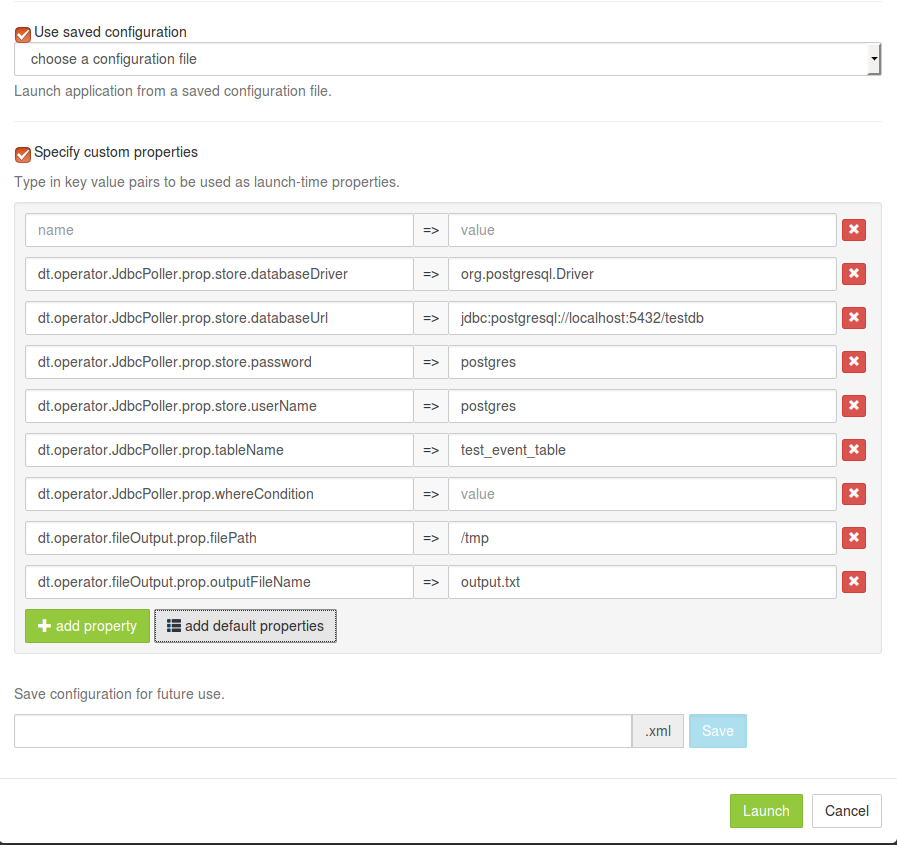 Use saved configuration
choose a configuration file
Launch application from a saved configuration file.
Specify custom properties
Type in key value pairs to be used as launch-time properties.
name => value
dt.operator.JdbcPoller.prop.store.databaseDriver => org.postgresql.Driver
dt.operator.JdbcPoller.prop.store.databaseUrl => jdbc:postgresql://localhost:5432/testdb
dt.operator.JdbcPoller.prop.store.password => postgres
dt.operator.JdbcPoller.prop.store.userName => postgres
dt.operator.JdbcPoller.prop.tableName => test_event_table
dt.operator.JdbcPoller.prop.whereCondition => value
dt.operator.fileOutput.prop.filePath => /tmp
dt.operator.fileOutput.prop.outputFileName => output.txt
add property add default properties
Save configuration for future use.
.xml Save
Launch Cancel